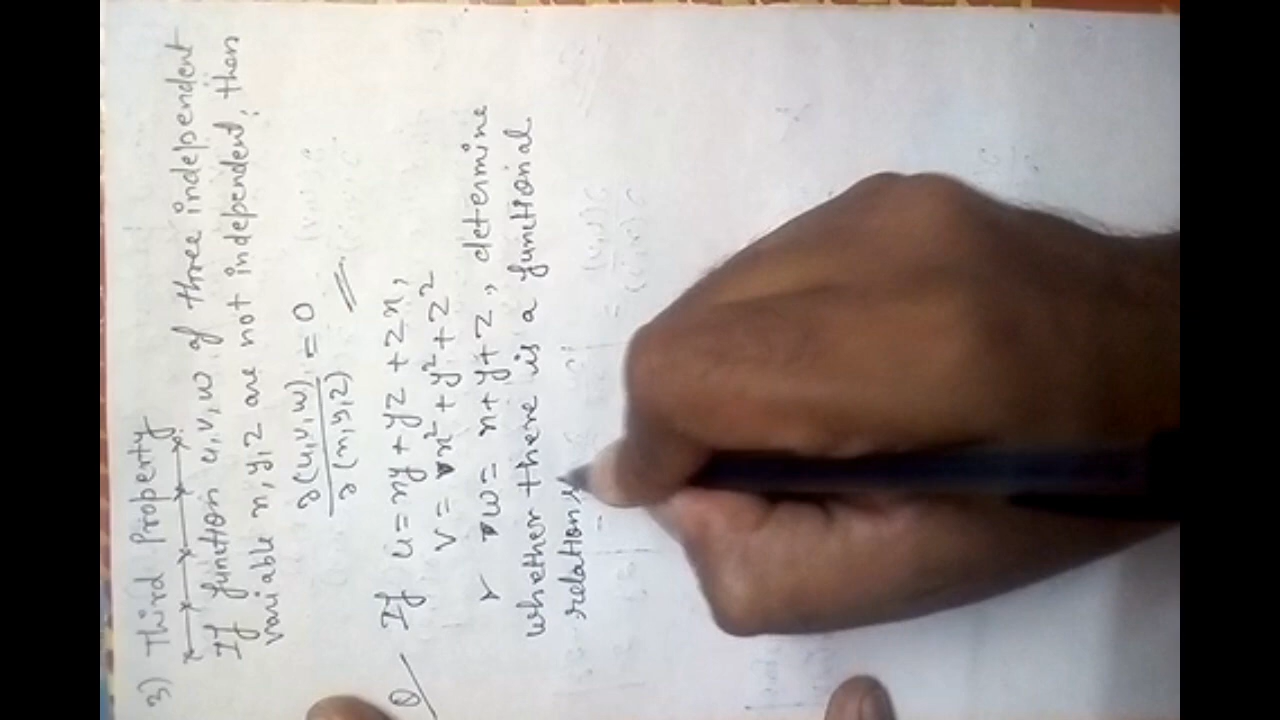 3) Third Property
If function u,v,w of three independent
variable x,y,z are not independent, then
∂(u,v,w) / ∂(x,y,z) = 0
Q If u = xy + yz + zx,
v = x² + y² + z²
r w = x+y+z, determine
whether there is a functional
relations